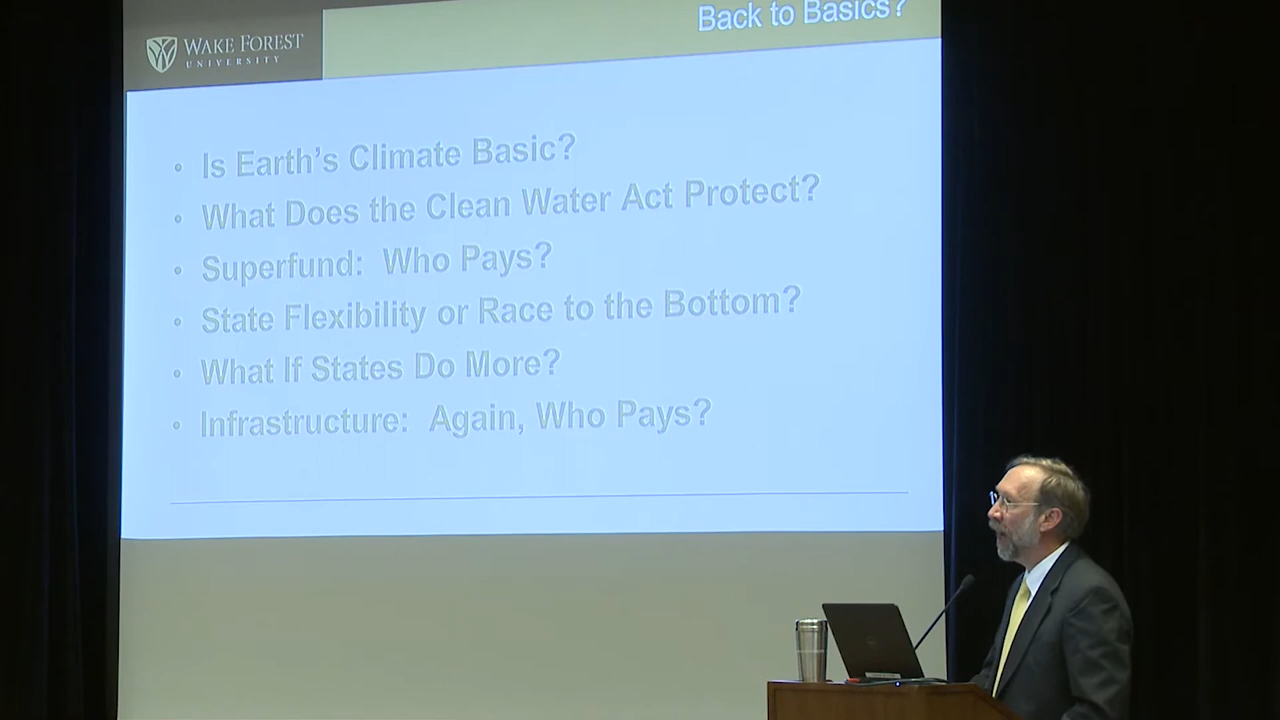 Back to Basics?
WAKE FOREST
UNIVERSITY
• Is Earth's Climate Basic?
• What Does the Clean Water Act Protect?
• Superfund: Who Pays?
• State Flexibility or Race to the Bottom?
• What If States Do More?
• Infrastructure: Again, Who Pays?